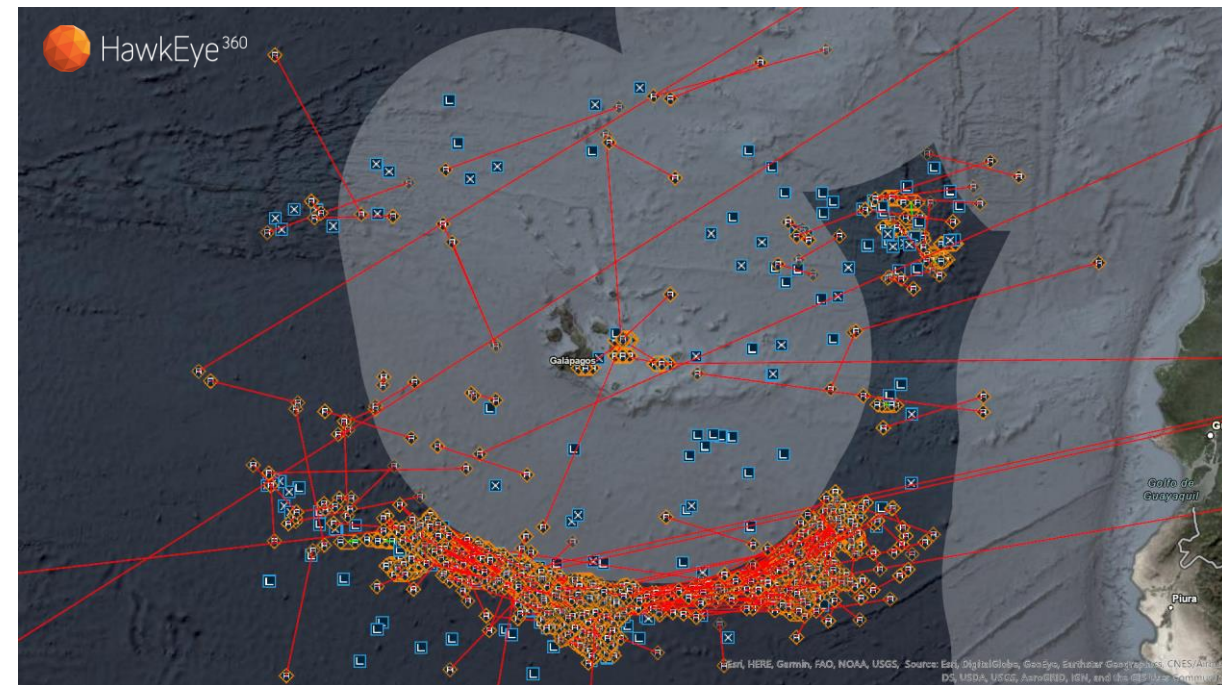 HawkEye360
Galápagos
Golfo de
Guayaquil
Piura
Esri, HERE, Garmin, FAO, NOAA, USGS, Source: Esri, DigitalGlobe, GeoEye, Earthstar Geographics, CNES/Airbus
DS, USDA, USGS, AeroGRID, IGN, and the GIS User Community